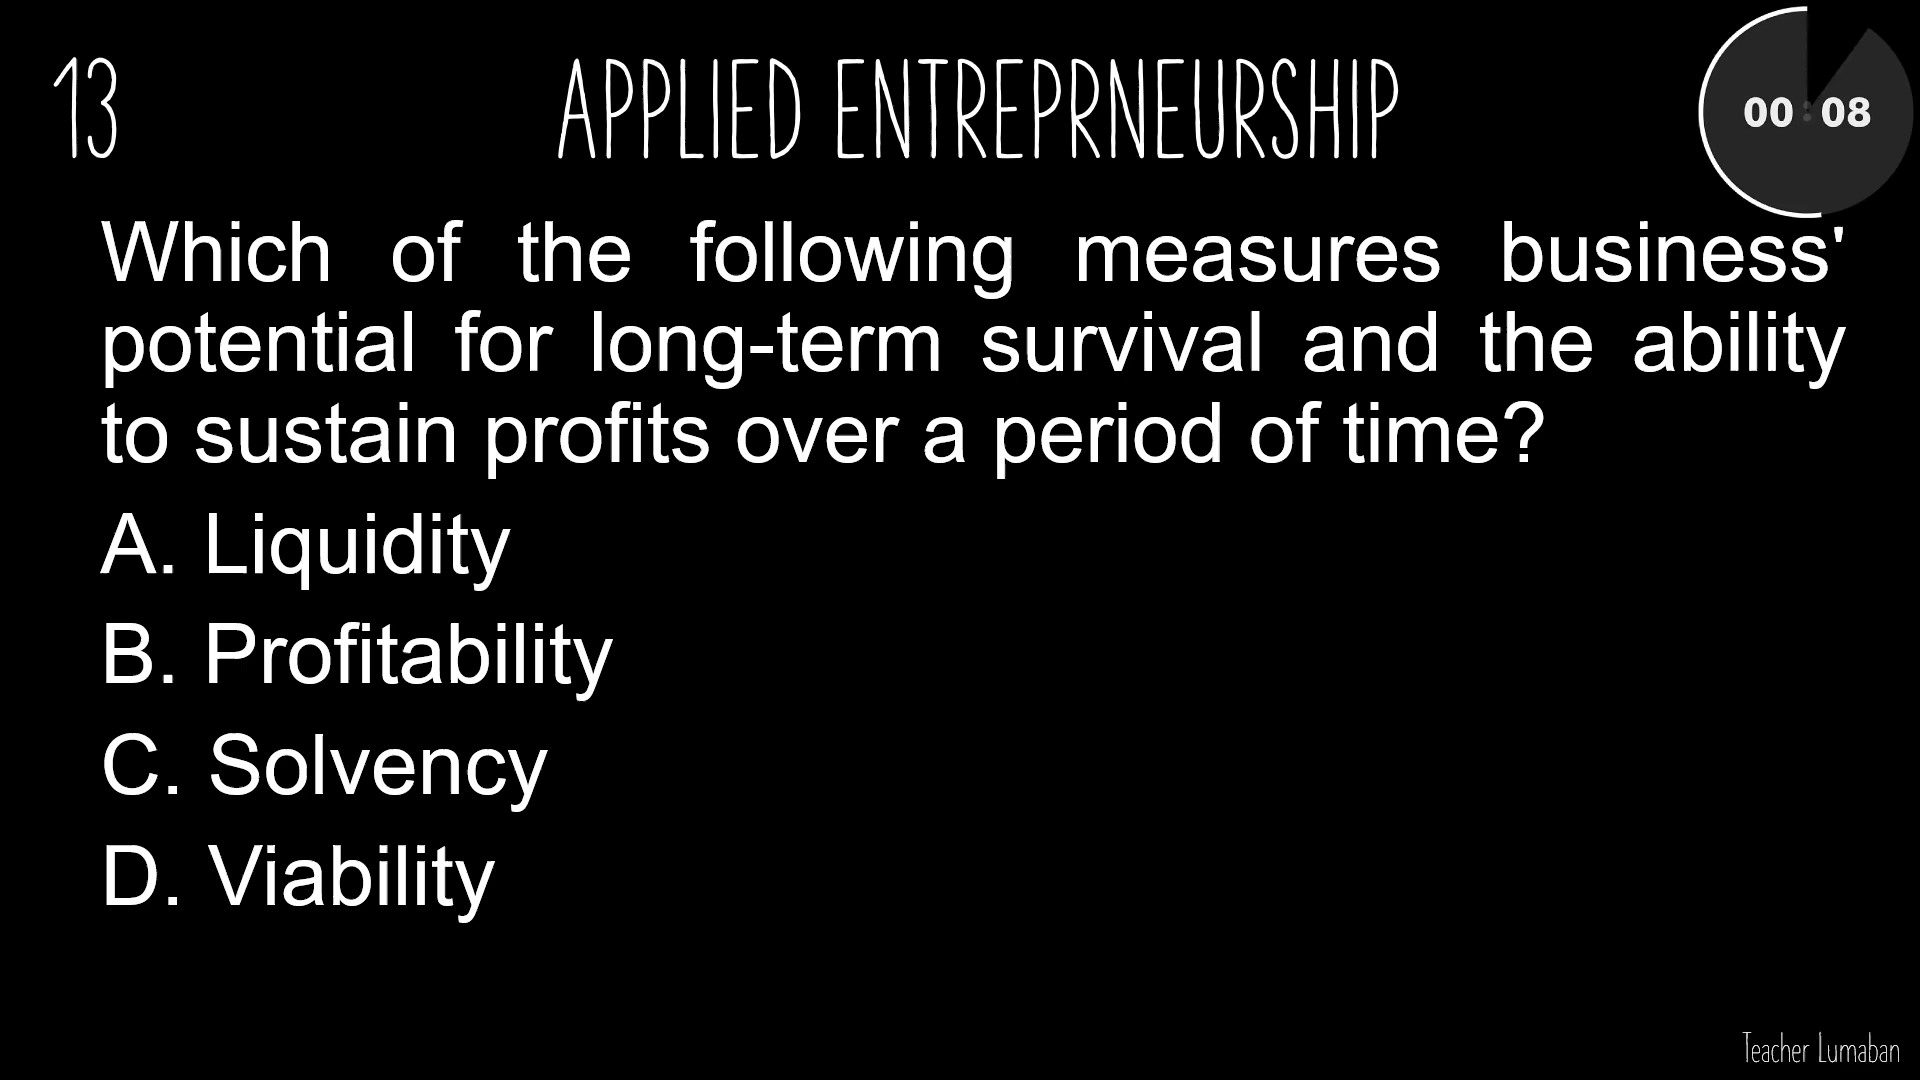 13
APPLIED ENTREPRNEURSHIP
00:08
Which of the following measures business'
potential for long-term survival and the ability
to sustain profits over a period of time?
A. Liquidity
B. Profitability
C. Solvency
D. Viability
Teacher Lumaban